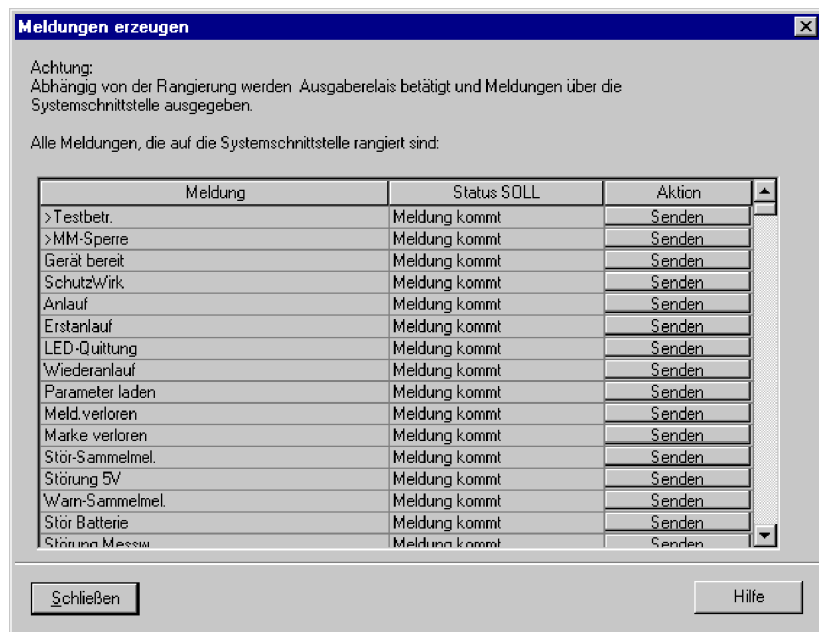 Meldungen erzeugen
Achtung:
Abhängig von der Rangierung werden Ausgaberelais betätigt und Meldungen über die
Systemschnittstelle ausgegeben.
Alle Meldungen, die auf die Systemschnittstelle rangiert sind:
Meldung Status SOLL Aktion
>Testbetr. Meldung kommt Senden
>MM-Sperre Meldung kommt Senden
Gerät bereit Meldung kommt Senden
SchutzWirk Meldung kommt Senden
Anlauf Meldung kommt Senden
Erstanlauf Meldung kommt Senden
LED-Quittung Meldung kommt Senden
Wiederanlauf Meldung kommt Senden
Parameter laden Meldung kommt Senden
Meld.verloren Meldung kommt Senden
Marke verloren Meldung kommt Senden
Stör-Sammelmel. Meldung kommt Senden
Störung 5V Meldung kommt Senden
Warn-Sammelmel. Meldung kommt Senden
Stör Batterie Meldung kommt Senden
Störung Messw. Meldung kommt Senden
Schließen Hilfe